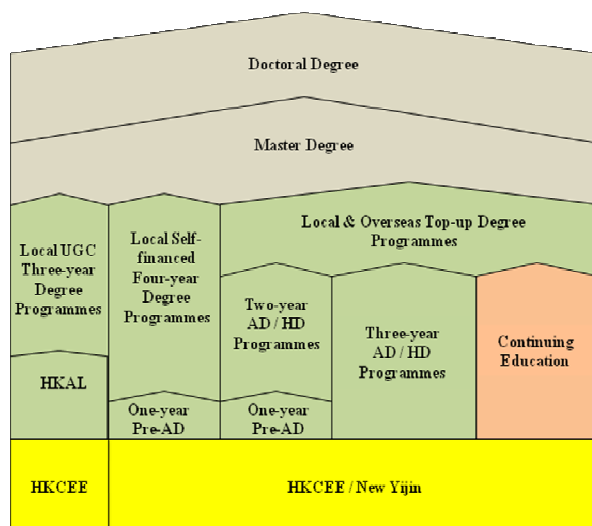 Doctoral Degree
Master Degree
Local UGC
Three-year
Degree
Programmes
Local Self-
financed
Four-year
Degree
Programmes
Local & Overseas Top-up Degree
Programmes
Two-year
AD / HD
Programmes
Three-year
AD / HD
Programmes
Continuing
Education
HKAL
One-year
Pre-AD
One-year
Pre-AD
HKCEE
HKCEE / New Yijin